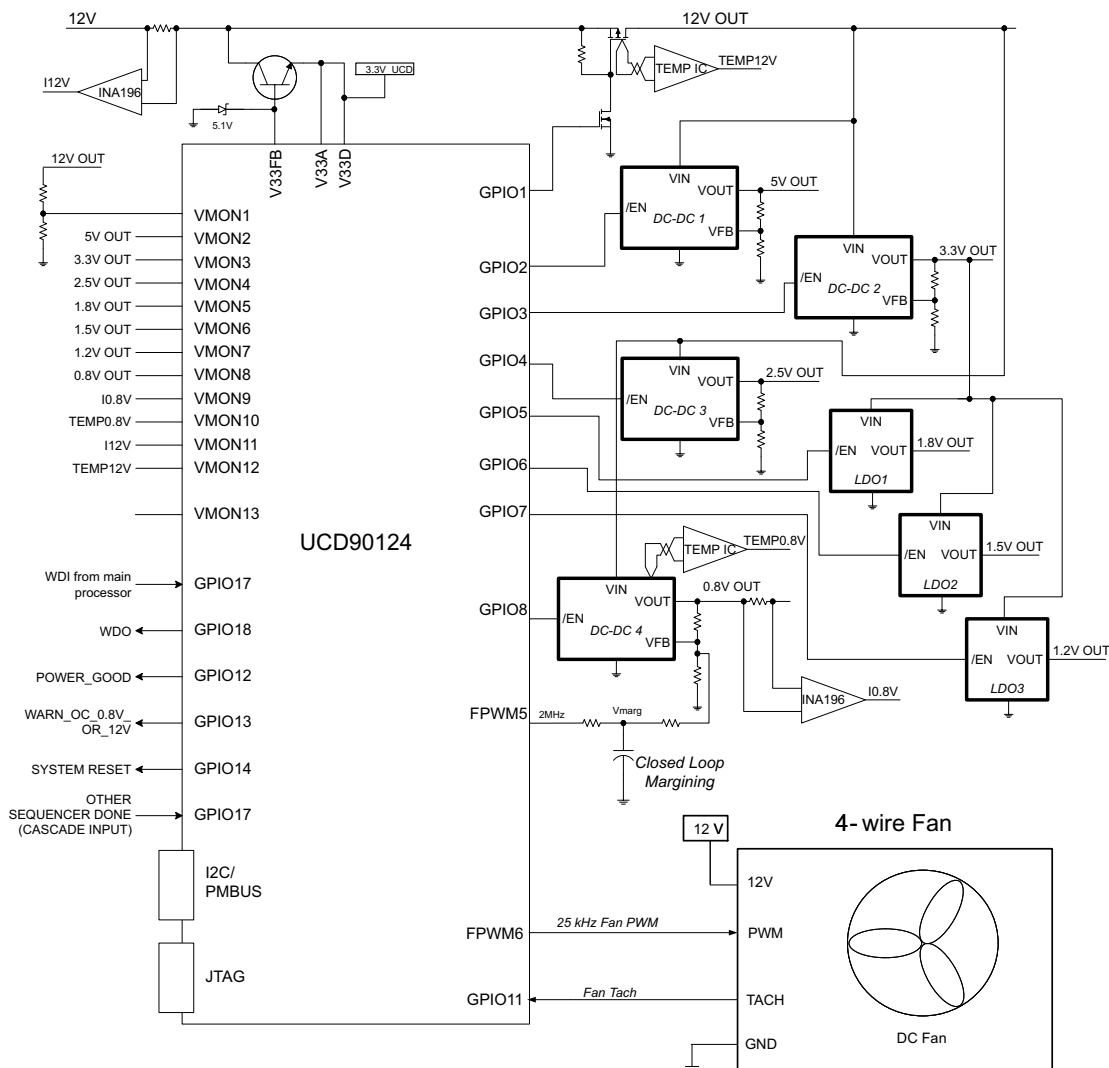 12V
12V OUT
I12V
INA196
5.1V
3.3V_UCD
TEMP IC
TEMP12V
12V OUT
V33FB
V33A
V33D
VMON1
5V OUT
VMON2
3.3V OUT
VMON3
2.5V OUT
VMON4
1.8V OUT
VMON5
1.5V OUT
VMON6
1.2V OUT
VMON7
0.8V OUT
VMON8
I0.8V
VMON9
TEMP0.8V
VMON10
I12V
VMON11
TEMP12V
VMON12
VMON13
UCD90124
WDI from main
processor
GPIO17
WDO
GPIO18
POWER_GOOD
GPIO12
WARN_OC_0.8V_
OR_12V
GPIO13
SYSTEM RESET
GPIO14
OTHER
SEQUENCER DONE
(CASCADE INPUT)
GPIO17
I2C/
PMBUS
JTAG
GPIO1
GPIO2
GPIO3
GPIO4
GPIO5
GPIO6
GPIO7
GPIO8
FPWM5
FPWM6
GPIO11
VIN
VOUT
/EN
DC-DC 1
VFB
5V OUT
VIN
VOUT
/EN
DC-DC 2
VFB
3.3V OUT
VIN
VOUT
/EN
DC-DC 3
VFB
2.5V OUT
VIN
/EN VOUT
LDO1
1.8V OUT
VIN
/EN VOUT
LDO2
1.5V OUT
VIN
/EN VOUT
LDO3
1.2V OUT
TEMP IC
TEMP0.8V
VIN
VOUT
/EN
DC-DC 4
VFB
0.8V OUT
INA196
I0.8V
2MHz
Vmarg
Closed Loop
Margining
4- wire Fan
12 V
12V
25 kHz Fan PWM
PWM
Fan Tach
TACH
GND
DC Fan